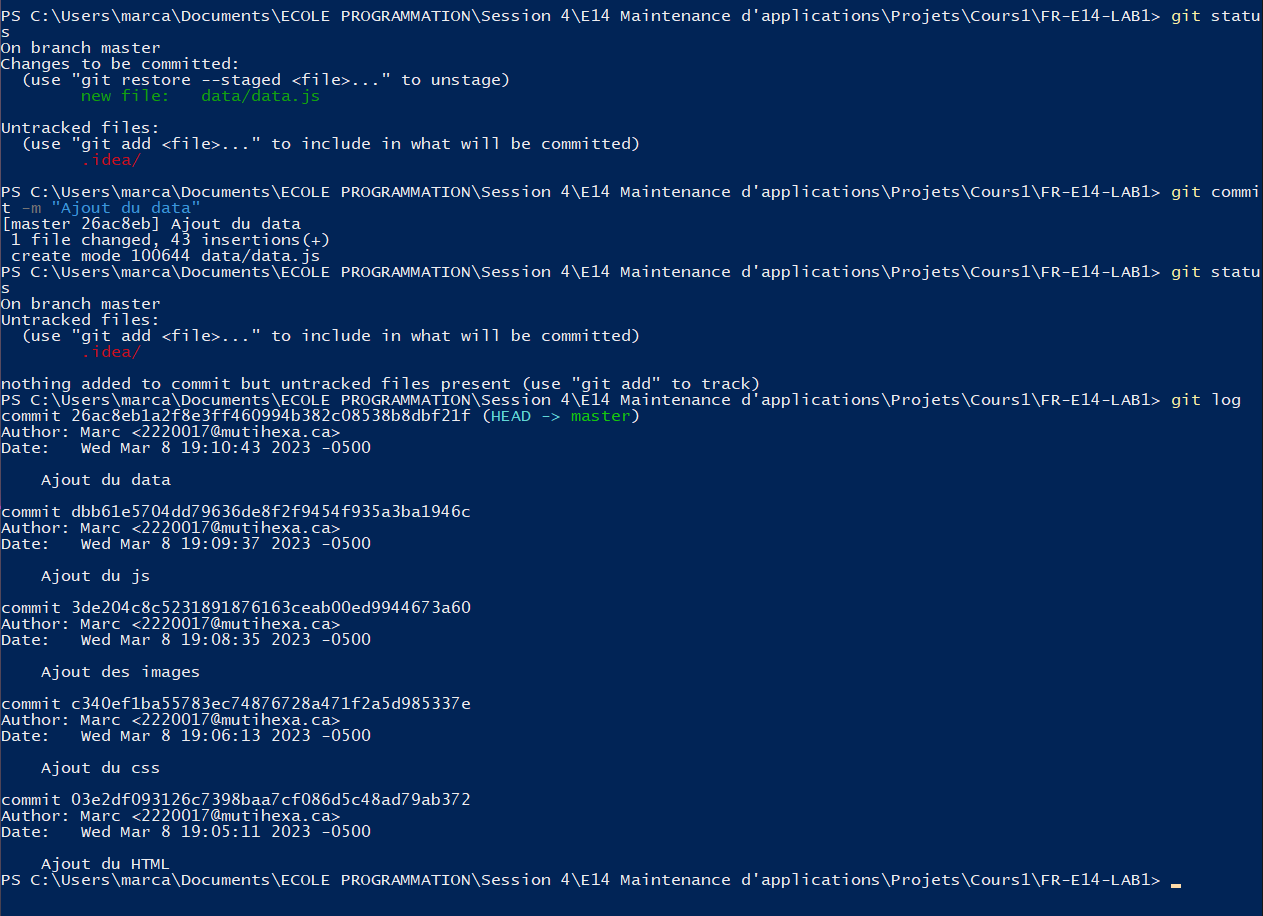 PS C:\Users\marca\Documents\ECOLE PROGRAMMATION\Session 4\E14 Maintenance d'applications\Projets\Cours1\FR-E14-LAB1> git statu
s
On branch master
Changes to be committed:
  (use "git restore --staged <file>..." to unstage)
        new file:   data/data.js

Untracked files:
  (use "git add <file>..." to include in what will be committed)
        .idea/

PS C:\Users\marca\Documents\ECOLE PROGRAMMATION\Session 4\E14 Maintenance d'applications\Projets\Cours1\FR-E14-LAB1> git commi
t -m "Ajout du data"
[master 26ac8eb] Ajout du data
 1 file changed, 43 insertions(+)
 create mode 100644 data/data.js
PS C:\Users\marca\Documents\ECOLE PROGRAMMATION\Session 4\E14 Maintenance d'applications\Projets\Cours1\FR-E14-LAB1> git statu
s
On branch master
Untracked files:
  (use "git add <file>..." to include in what will be committed)
        .idea/

nothing added to commit but untracked files present (use "git add" to track)
PS C:\Users\marca\Documents\ECOLE PROGRAMMATION\Session 4\E14 Maintenance d'applications\Projets\Cours1\FR-E14-LAB1> git log
commit 26ac8eb1a2f8e3ff460994b382c08538b8dbf21f (HEAD -> master)
Author: Marc <2220017@mutihexa.ca>
Date:   Wed Mar 8 19:10:43 2023 -0500

    Ajout du data

commit dbb61e5704dd79636de8f2f9454f935a3ba1946c
Author: Marc <2220017@mutihexa.ca>
Date:   Wed Mar 8 19:09:37 2023 -0500

    Ajout du js

commit 3de204c8c5231891876163ceab00ed9944673a60
Author: Marc <2220017@mutihexa.ca>
Date:   Wed Mar 8 19:08:35 2023 -0500

    Ajout des images

commit c340ef1ba55783ec74876728a471f2a5d985337e
Author: Marc <2220017@mutihexa.ca>
Date:   Wed Mar 8 19:06:13 2023 -0500

    Ajout du css

commit 03e2df093126c7398baa7cf086d5c48ad79ab372
Author: Marc <2220017@mutihexa.ca>
Date:   Wed Mar 8 19:05:11 2023 -0500

    Ajout du HTML
PS C:\Users\marca\Documents\ECOLE PROGRAMMATION\Session 4\E14 Maintenance d'applications\Projets\Cours1\FR-E14-LAB1>